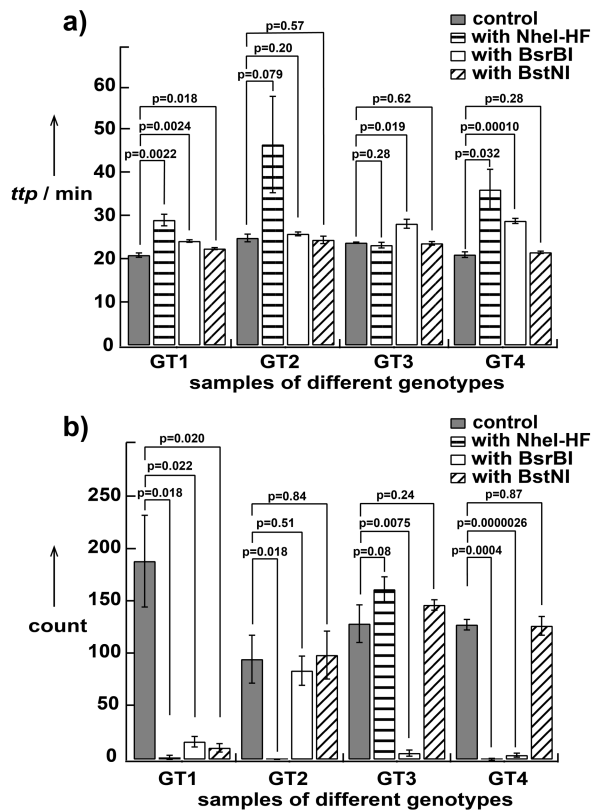 a)
control
with NheI-HF
with BsrBI
with BstNI
p=0.57
p=0.20
p=0.079
p=0.018
p=0.0024
p=0.0022
p=0.62
p=0.019
p=0.28
p=0.28
p=0.00010
p=0.032
60
50
40
30
20
10
0
ttp / min
GT1 GT2 GT3 GT4
samples of different genotypes
b)
control
with NheI-HF
with BsrBI
with BstNI
p=0.020
p=0.022
p=0.018
p=0.84
p=0.51
p=0.018
p=0.24
p=0.0075
p=0.08
p=0.87
p=0.0000026
p=0.0004
250
200
150
100
50
0
count
GT1 GT2 GT3 GT4
samples of different genotypes